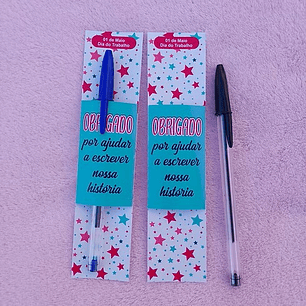 01 de Maio
Dia do Trabalho
OBRIGADO
por ajudar
a escrever
nossa
história
01 de Maio
Dia do Trabalho
OBRIGADO
por ajudar
a escrever
nossa
história